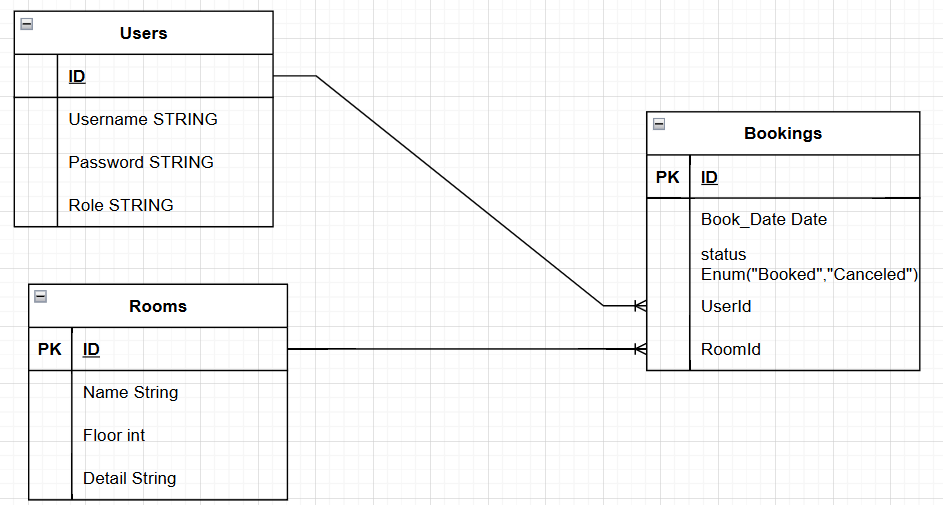 Users
ID
Username STRING
Password STRING
Role STRING
Bookings
PK ID
Book_Date Date
status
Enum("Booked","Canceled")
UserId
RoomId
Rooms
PK ID
Name String
Floor int
Detail String